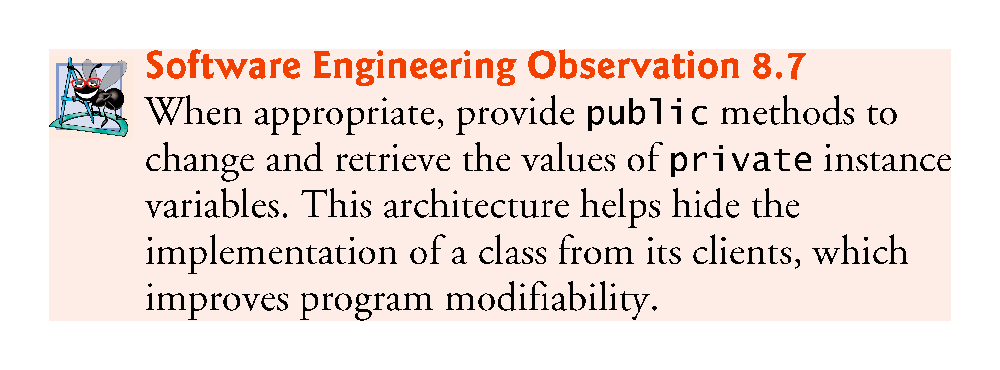 Software Engineering Observation 8.7
When appropriate, provide public methods to
change and retrieve the values of private instance
variables. This architecture helps hide the
implementation of a class from its clients, which
improves program modifiability.